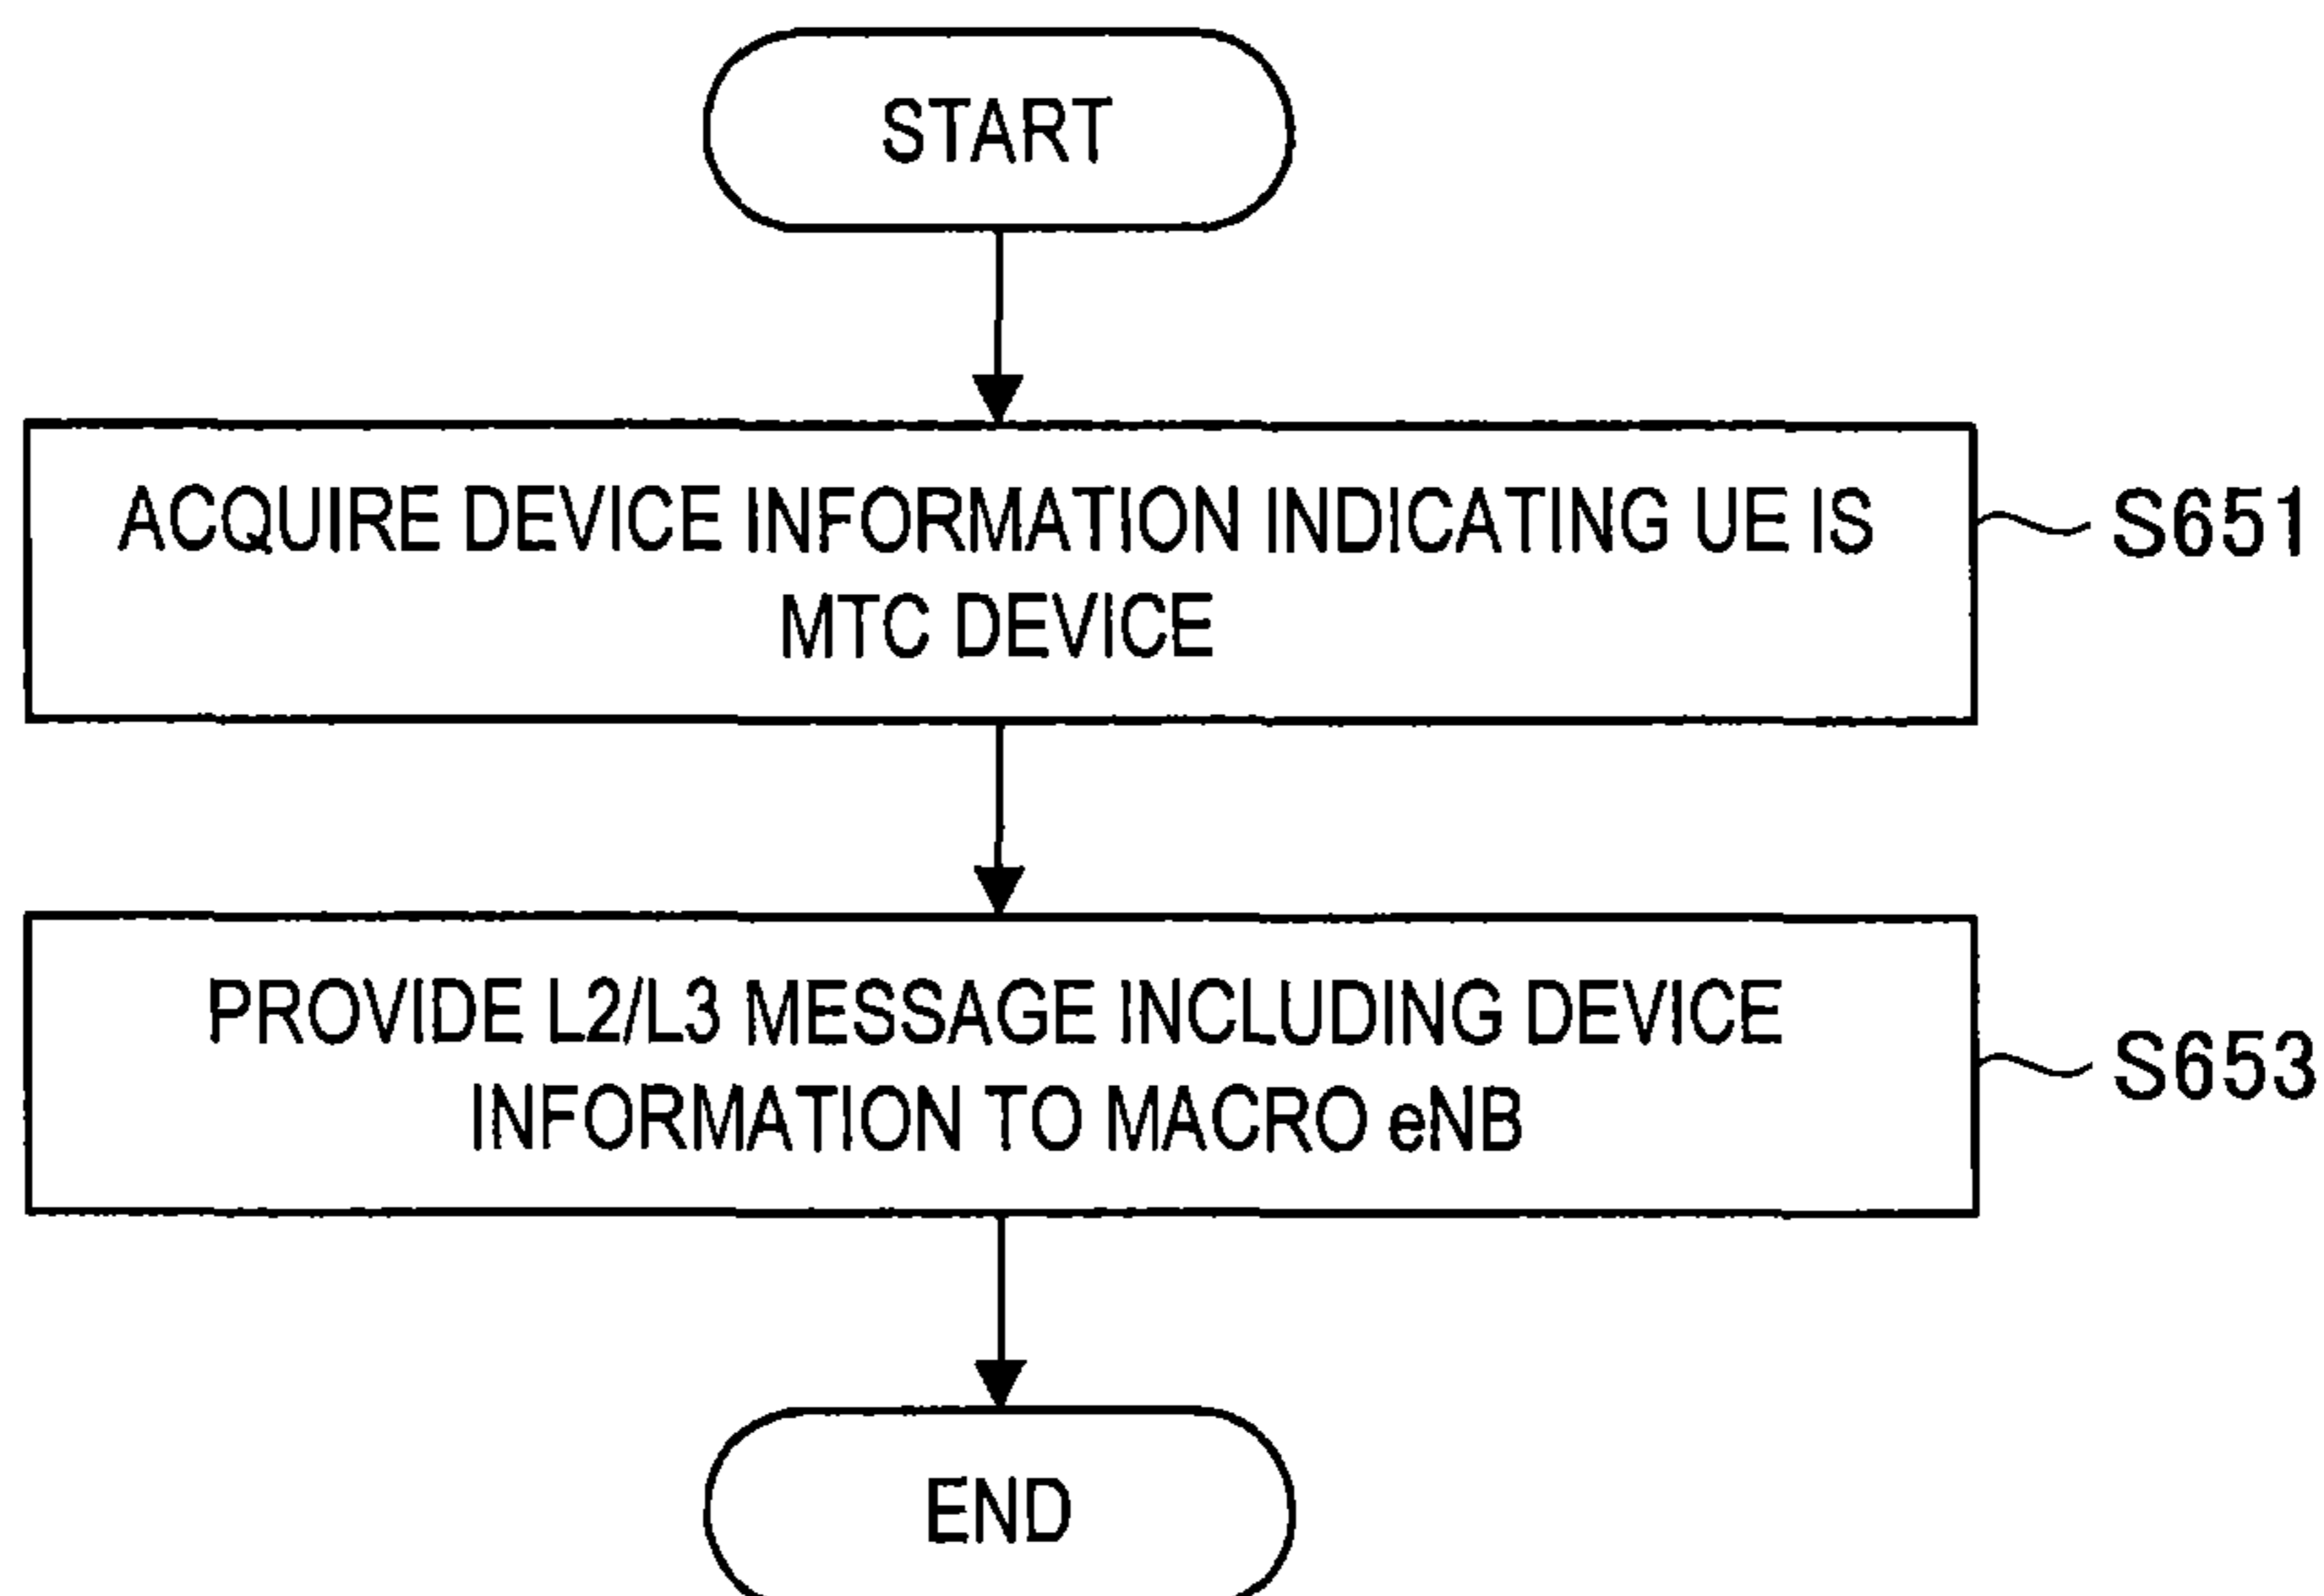 START
ACQUIRE DEVICE INFORMATION INDICATING UE IS
MTC DEVICE
S651
PROVIDE L2/L3 MESSAGE INCLUDING DEVICE
INFORMATION TO MACRO eNB
S653
END